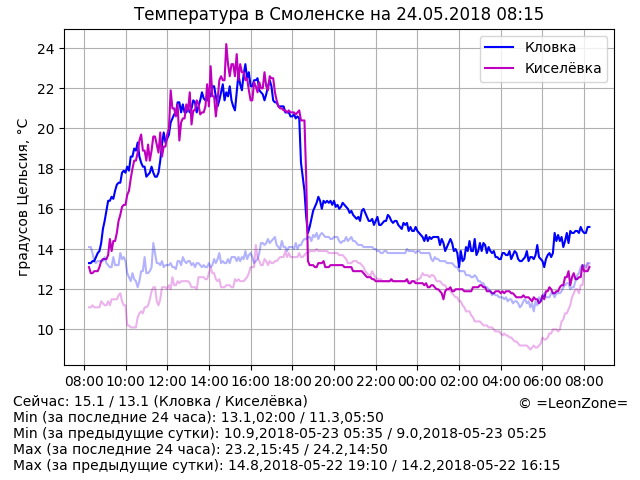 Температура в Смоленске на 24.05.2018 08:15
градусов Цельсия, °C
24
22
20
18
16
14
12
10
Кловка
Киселёвка
08:00 10:00 12:00 14:00 16:00 18:00 20:00 22:00 00:00 02:00 04:00 06:00 08:00
Сейчас: 15.1 / 13.1 (Кловка / Киселёвка)
© =LeonZone=
Min (за последние 24 часа): 13.1,02:00 / 11.3,05:50
Min (за предыдущие сутки): 10.9,2018-05-23 05:35 / 9.0,2018-05-23 05:25
Max (за последние 24 часа): 23.2,15:45 / 24.2,14:50
Max (за предыдущие сутки): 14.8,2018-05-22 19:10 / 14.2,2018-05-22 16:15